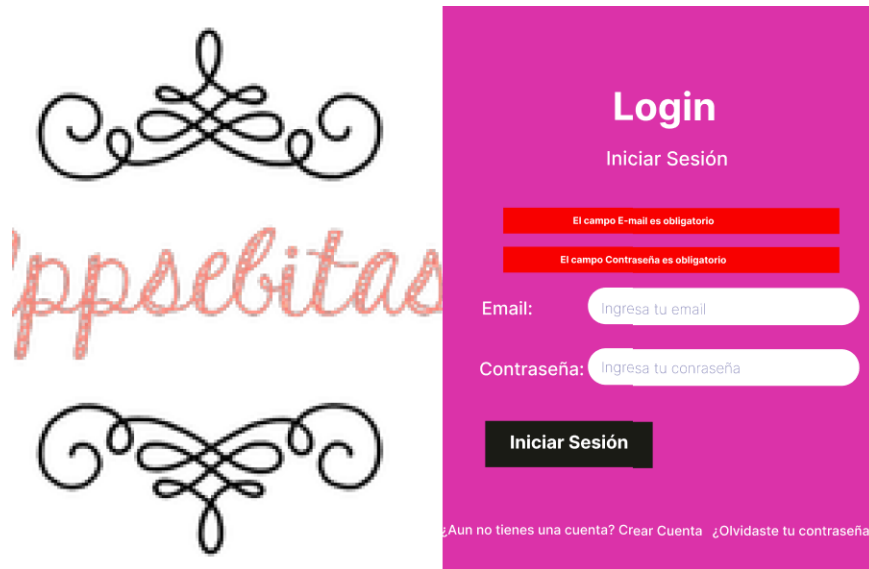 ppsebitas
Login
Iniciar Sesión
El campo E-mail es obligatorio
El campo Contraseña es obligatorio
Email:
Ingresa tu email
Contraseña:
Ingresa tu conraseña
Iniciar Sesión
¿Aun no tienes una cuenta? Crear Cuenta ¿Olvidaste tu contraseña